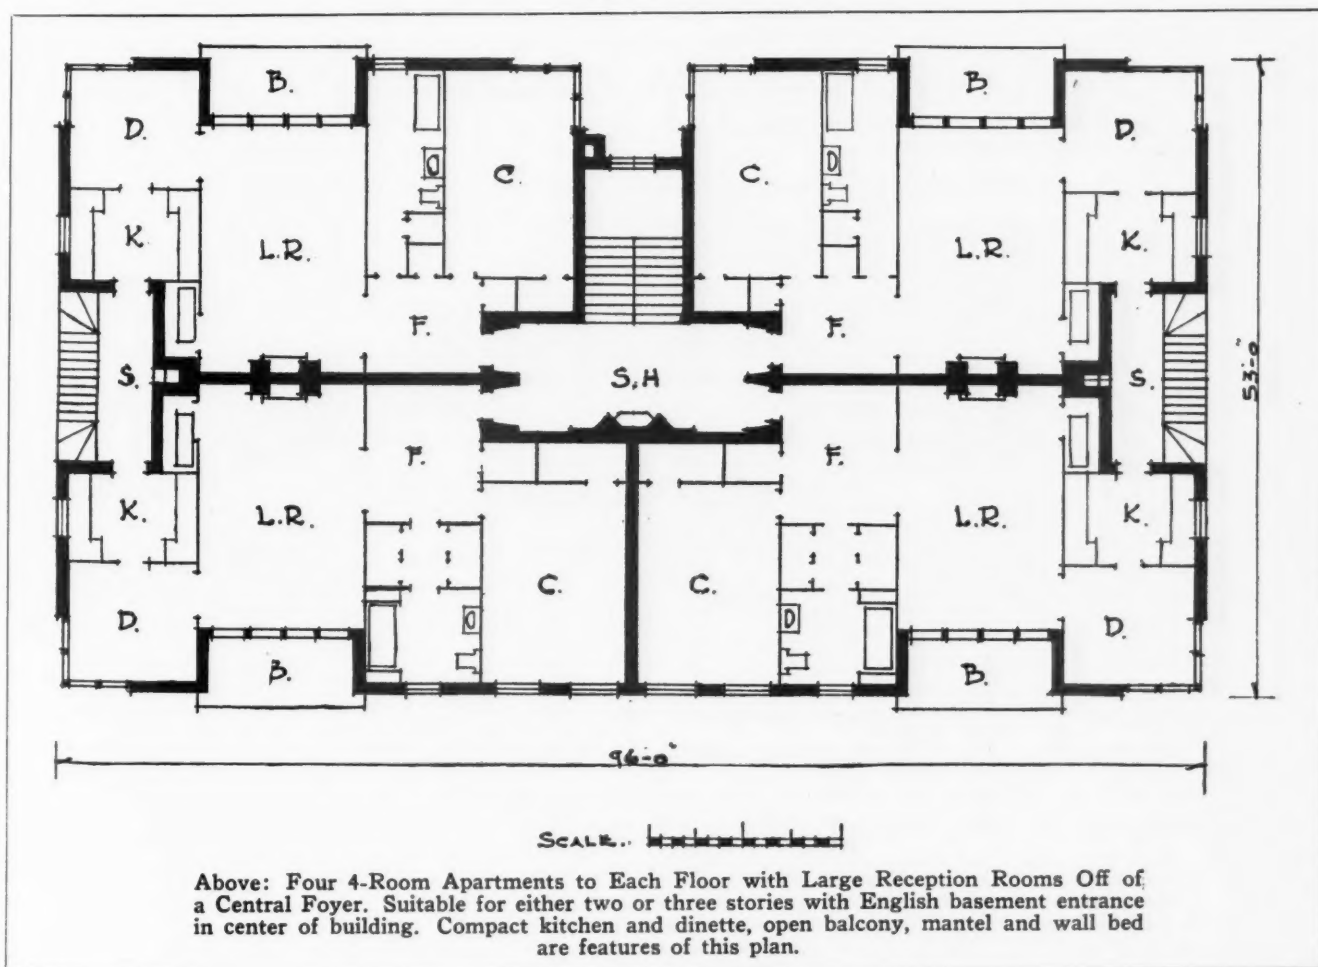 B. B.
D. C. C. D.
K. L.R. L.R. K.
F. F.
S. S.H S. 53'-0"
F. F.
K. L.R. L.R. K.
D. C. C. D.
B. B.
96-0"
SCALE.
Above: Four 4-Room Apartments to Each Floor with Large Reception Rooms Off of
a Central Foyer. Suitable for either two or three stories with English basement entrance
in center of building. Compact kitchen and dinette, open balcony, mantel and wall bed
are features of this plan.